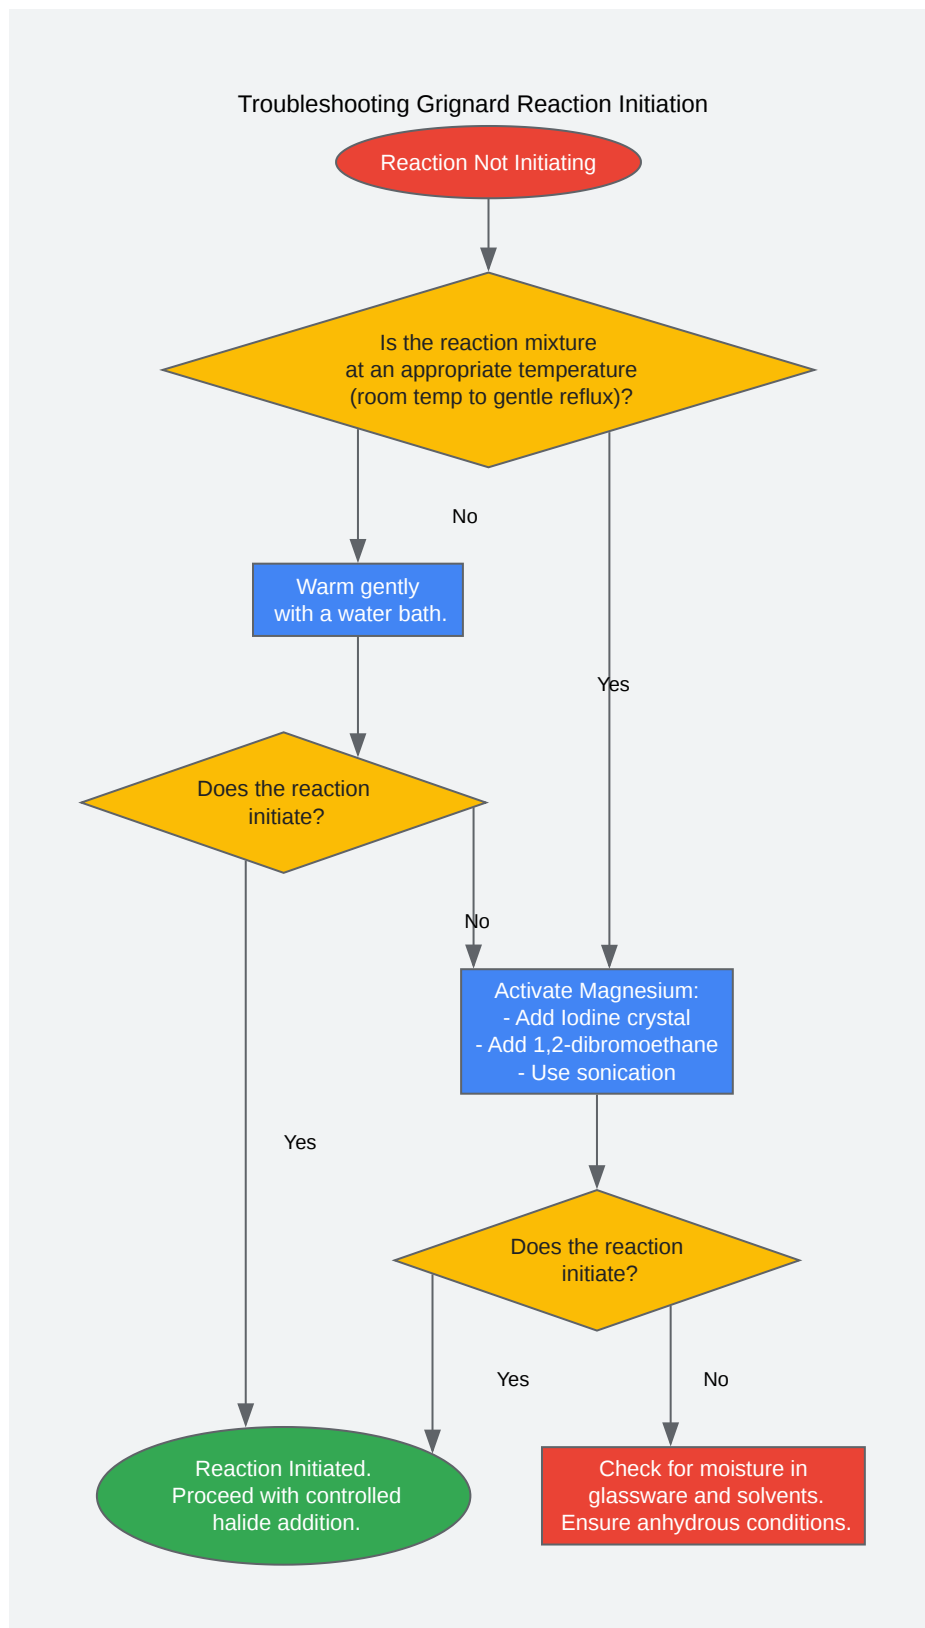 Troubleshooting Grignard Reaction Initiation
Reaction Not Initiating
Is the reaction mixture
at an appropriate temperature
(room temp to gentle reflux)?
No
Warm gently
with a water bath.
Yes
Does the reaction
initiate?
No
Activate Magnesium:
- Add Iodine crystal
- Add 1,2-dibromoethane
- Use sonication
Yes
Does the reaction
initiate?
Yes
No
Reaction Initiated.
Proceed with controlled
halide addition.
Check for moisture in
glassware and solvents.
Ensure anhydrous conditions.